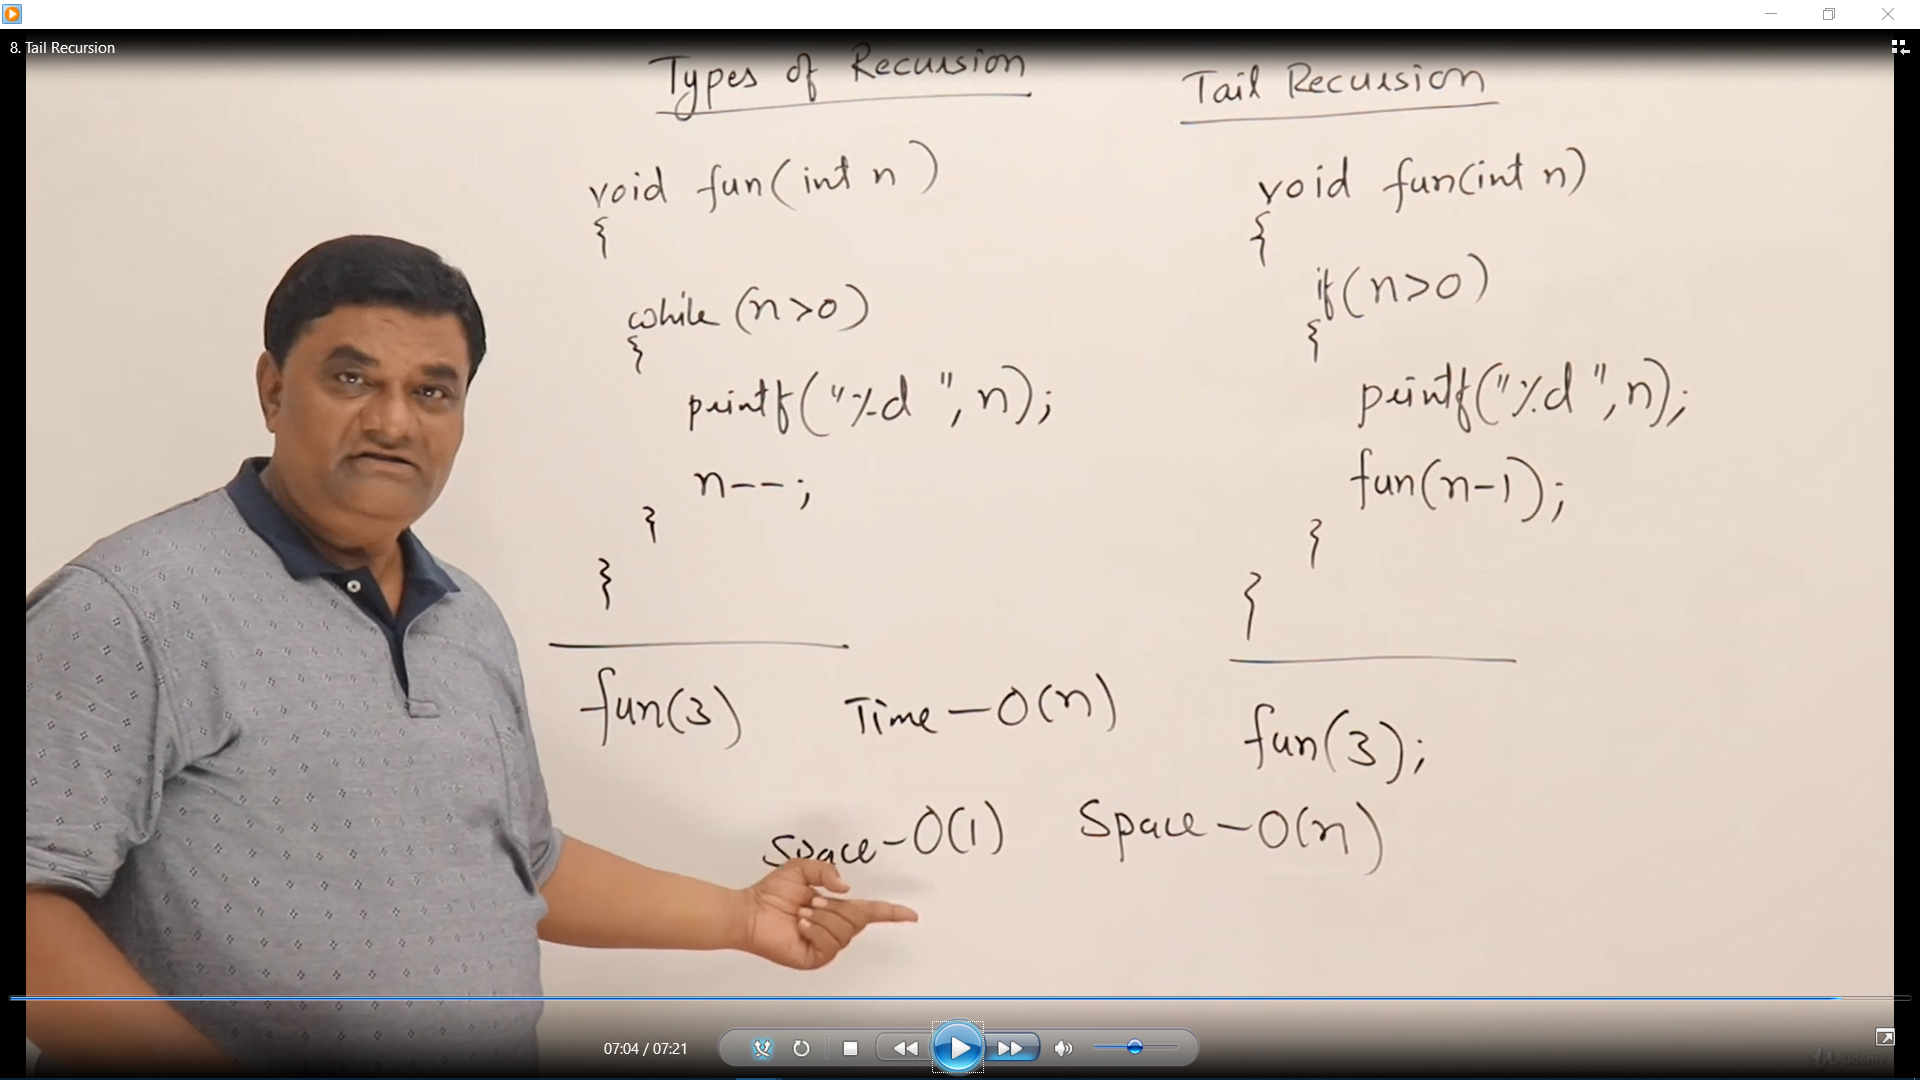 8. Tail Recursion
Types of Recursion
void fun(int n)
{
while (n>0)
{
printf("%d ", n);
n--;
}
}
fun(3)
Time - O(n)
Space - O(1)
Tail Recursion
void fun(int n)
{
if(n>0)
{
printf("%d ",n);
fun(n-1);
}
}
fun(3);
Space - O(n)
07:04 / 07:21
Udemy